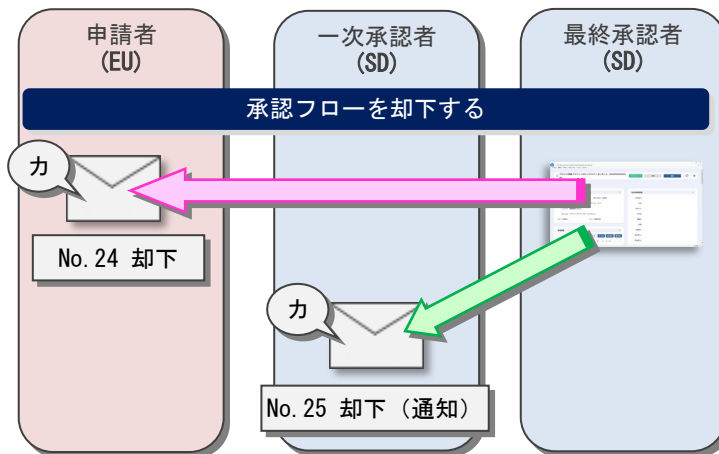 申請者
(EU)
一次承認者
(SD)
最終承認者
(SD)
承認フローを却下する
カ
No.24 却下
カ
No.25 却下（通知）